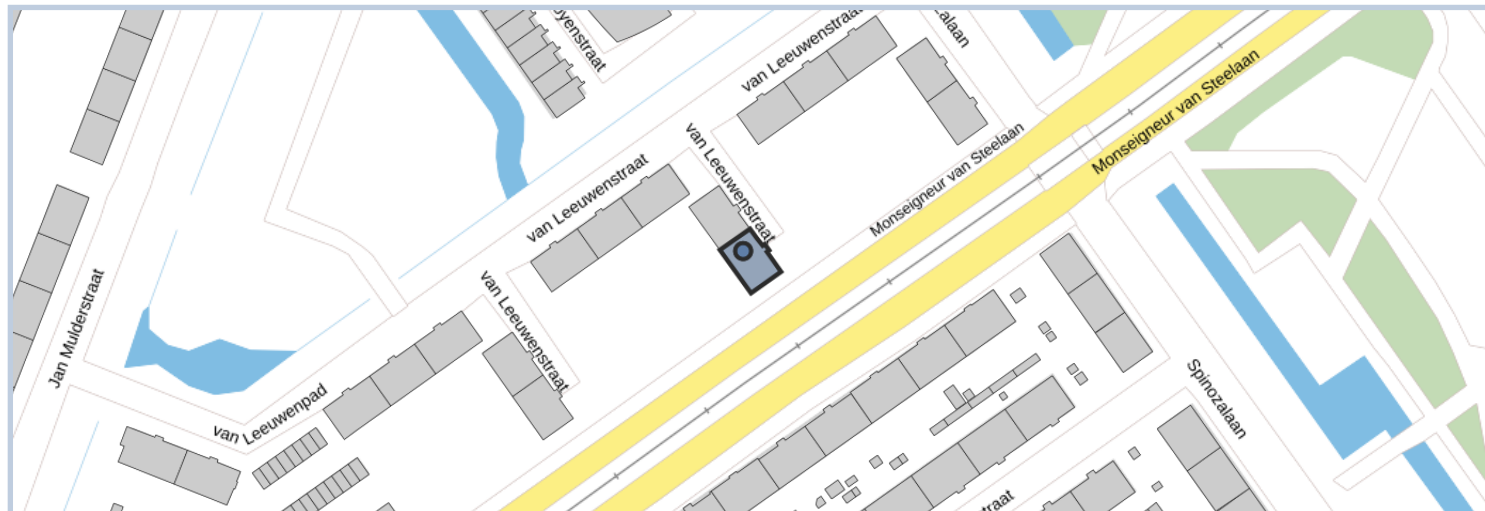 van Leeuwenstraat
Monseigneur van Steelaan
van Leeuwenstraat
Monseigneur van Steelaan
van Leeuwenstraat
van Leeuwenstraat
Jan Mulderstraat
van Leeuwenpad
Spinozalaan